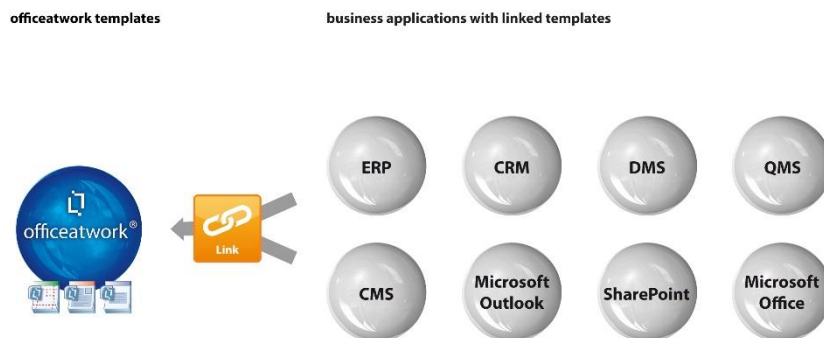 officeatwork templates
business applications with linked templates
ERP
CRM
DMS
QMS
officeatwork®
Link
CMS
Microsoft
Outlook
SharePoint
Microsoft
Office